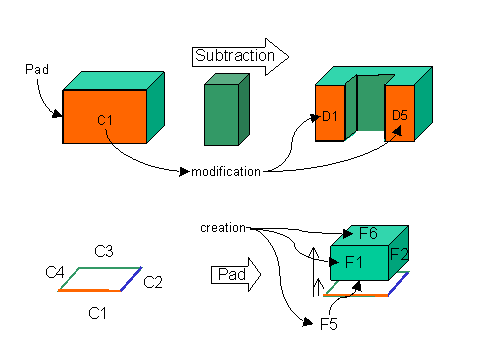 Subtraction
Pad
C1
D1
D5
modification
creation
F6
F1
F2
C3
C4
C2
Pad
C1
F5